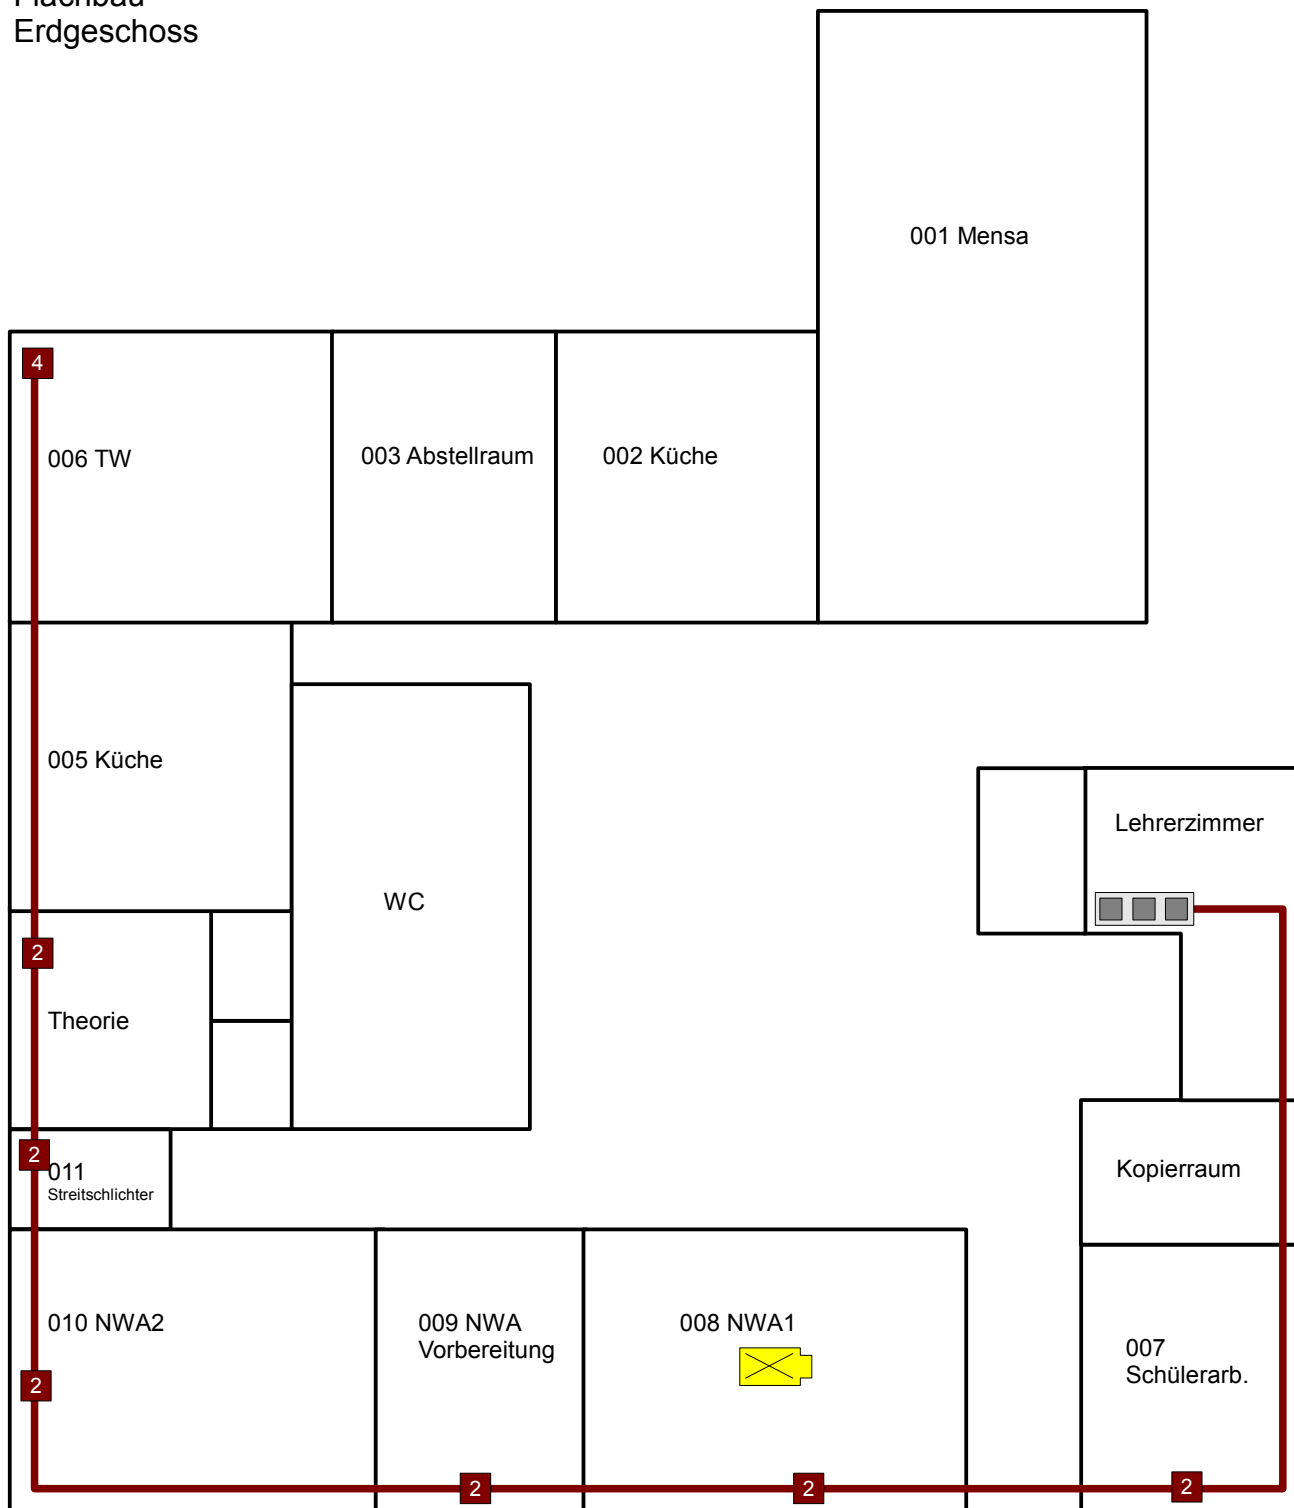 Flachbau
Erdgeschoss
001 Mensa
4
006 TW
003 Abstellraum
002 Küche
005 Küche
Lehrerzimmer
WC
2
Theorie
2
011
Streitschlichter
Kopierraum
010 NWA2
009 NWA
Vorbereitung
008 NWA1
007
Schülerarb.
2
2
2
2